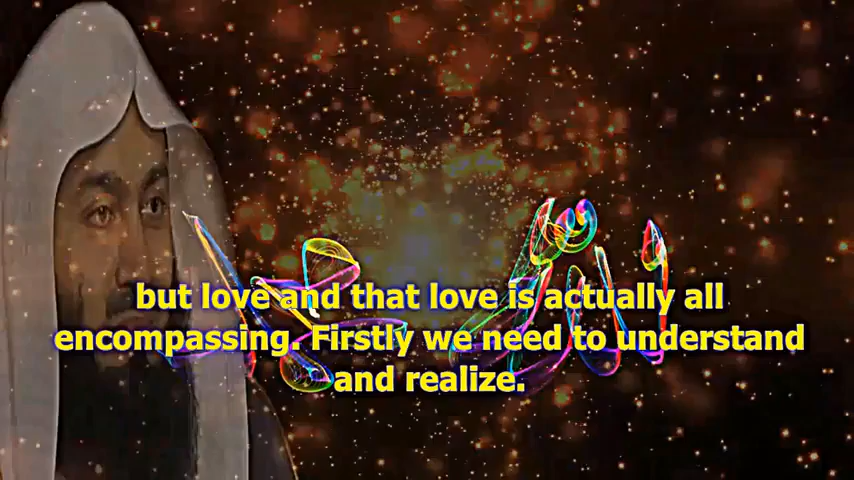 but love and that love is actually all
encompassing. Firstly we need to understand
and realize.